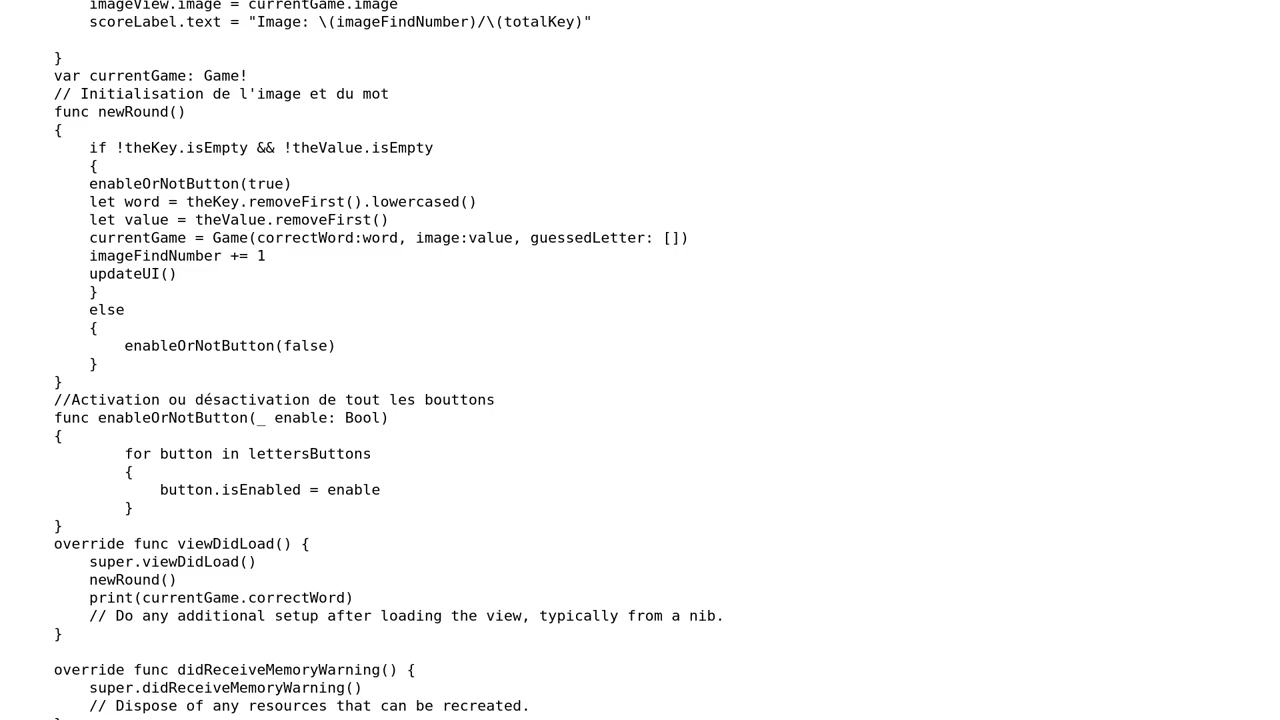 imageView.image = currentGame.image
scoreLabel.text = "Image: \(imageFindNumber)/\(totalKey)"
}
var currentGame: Game!
// Initialisation de l'image et du mot
func newRound()
{
if !theKey.isEmpty && !theValue.isEmpty
{
enableOrNotButton(true)
let word = theKey.removeFirst().lowercased()
let value = theValue.removeFirst()
currentGame = Game(correctWord:word, image:value, guessedLetter: [])
imageFindNumber += 1
updateUI()
}
else
{
enableOrNotButton(false)
}
}
//Activation ou désactivation de tout les bouttons
func enableOrNotButton(_ enable: Bool)
{
for button in lettersButtons
{
button.isEnabled = enable
}
}
override func viewDidLoad() {
super.viewDidLoad()
newRound()
print(currentGame.correctWord)
// Do any additional setup after loading the view, typically from a nib.
}
override func didReceiveMemoryWarning() {
super.didReceiveMemoryWarning()
// Dispose of any resources that can be recreated.
}